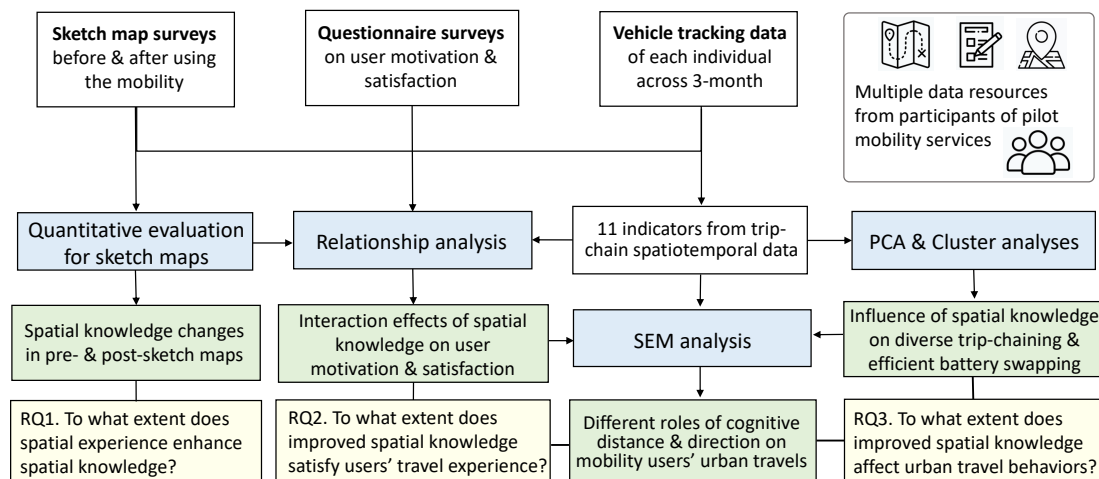 Sketch map surveys
before & after using
the mobility
Questionnaire surveys
on user motivation &
satisfaction
Vehicle tracking data
of each individual
across 3-month
Multiple data resources
from participants of pilot
mobility services
Quantitative evaluation
for sketch maps
Relationship analysis
11 indicators from trip-
chain spatiotemporal data
PCA & Cluster analyses
Spatial knowledge changes
in pre- & post-sketch maps
Interaction effects of spatial
knowledge on user
motivation & satisfaction
SEM analysis
Influence of spatial knowledge
on diverse trip-chaining &
efficient battery swapping
RQ1. To what extent does
spatial experience enhance
spatial knowledge?
RQ2. To what extent does
improved spatial knowledge
satisfy users' travel experience?
Different roles of cognitive
distance & direction on
mobility users' urban travels
RQ3. To what extent does
improved spatial knowledge
affect urban travel behaviors?